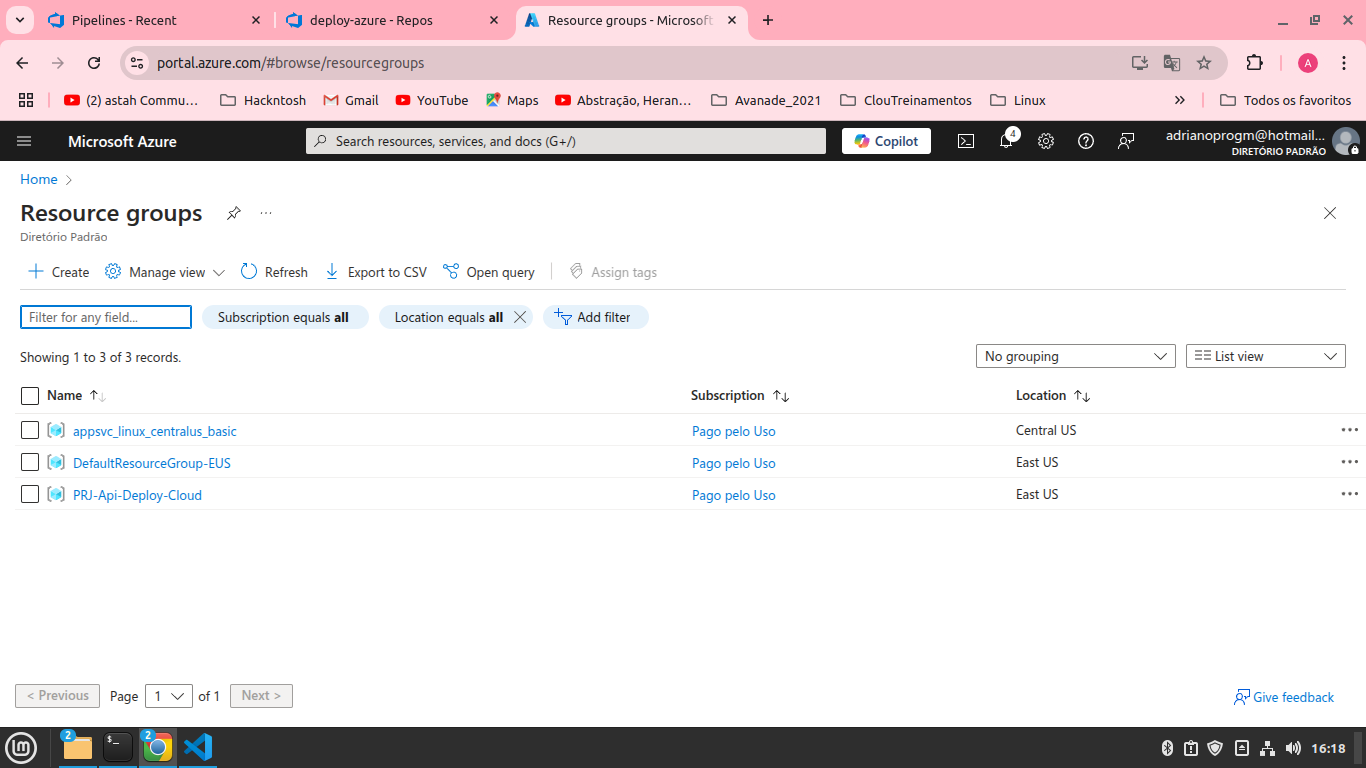 Pipelines - Recent
deploy-azure - Repos
Resource groups - Microsoft
portal.azure.com/#browse/resourcegroups
A
(2) astah Commu...
Hackntosh
Gmail
YouTube
Maps
Abstração, Heran...
Avanade_2021
ClouTreinamentos
Linux
Todos os favoritos
Microsoft Azure
Search resources, services, and docs (G+/)
Copilot
4
adrianoprogm@hotmail...
DIRETÓRIO PADRÃO
Home
Resource groups
Diretório Padrão
Create
Manage view
Refresh
Export to CSV
Open query
Assign tags
Filter for any field...
Subscription equals all
Location equals all
Add filter
Showing 1 to 3 of 3 records.
No grouping
List view
Name
Subscription
Location
appsvc_linux_centralus_basic
Pago pelo Uso
Central US
DefaultResourceGroup-EUS
Pago pelo Uso
East US
PRJ-Api-Deploy-Cloud
Pago pelo Uso
East US
< Previous
Page
1
of 1
Next >
Give feedback
2
$_
2
16:18